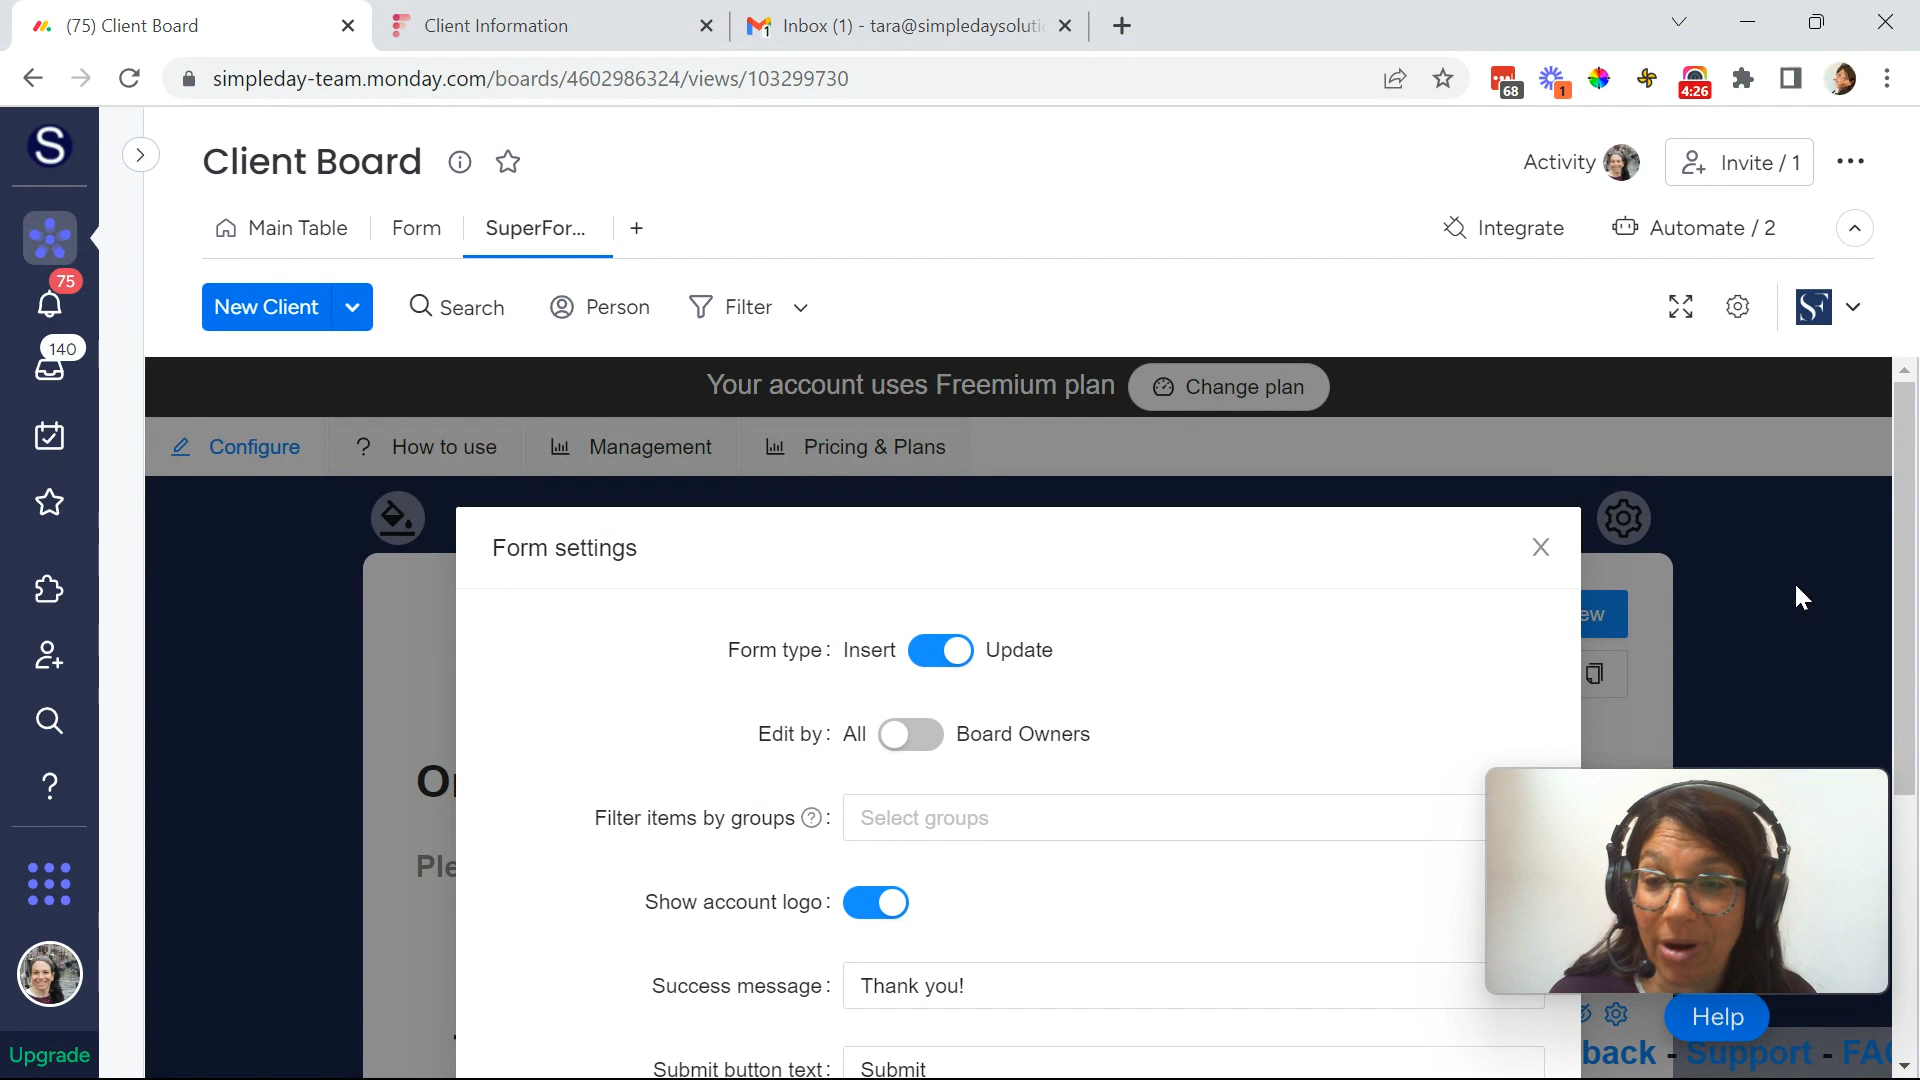 (75) Client Board
Client Information
Inbox (1) - tara@simpledaysoluti
simpleday-team.monday.com/boards/4602986324/views/103299730
68
1
4:26
S
Client Board
Activity
Invite / 1
Main Table
Form
SuperFor...
+
Integrate
Automate / 2
75
New Client
Search
Person
Filter
SF
140
Your account uses Freemium plan
Change plan
Configure
? How to use
Management
Pricing & Plans
Form settings
Form type: Insert
Update
ew
Edit by: All
Board Owners
Filter items by groups ? :
Select groups
Show account logo:
Success message:
Thank you!
Help
Upgrade
Submit button text:
Submit
back - Support - FAQ